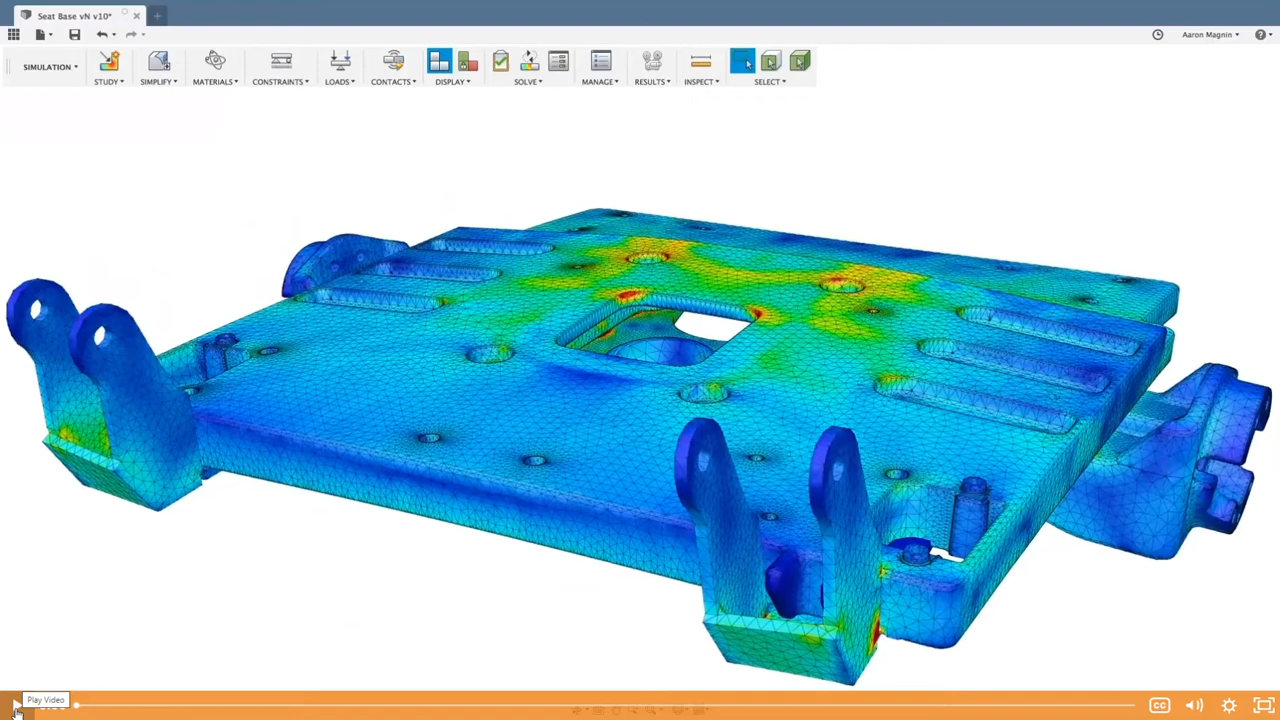 Seat Base vN v10*
Aaron Magnin
SIMULATION
STUDY
SIMPLIFY
MATERIALS
CONSTRAINTS
LOADS
CONTACTS
DISPLAY
SOLVE
MANAGE
RESULTS
INSPECT
SELECT
Play Video
CC